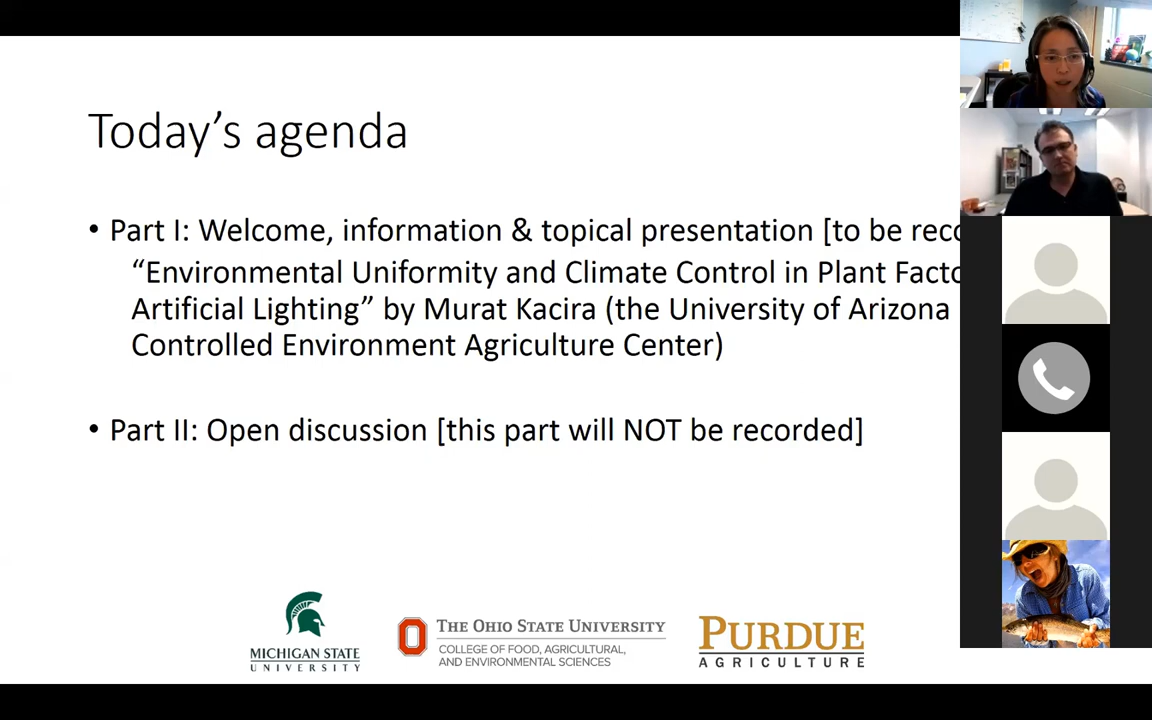 Today’s agenda
• Part I: Welcome, information & topical presentation [to be
“Environmental Uniformity and Climate Control in Plant
Artificial Lighting” by Murat Kacira (the University of Arizona
Controlled Environment Agriculture Center)
• Part II: Open discussion [this part will NOT be recorded]
MICHIGAN STATE
UNIVERSITY
THE OHIO STATE UNIVERSITY
COLLEGE OF FOOD, AGRICULTURAL,
AND ENVIRONMENTAL SCIENCES
PURDUE
AGRICULTURE